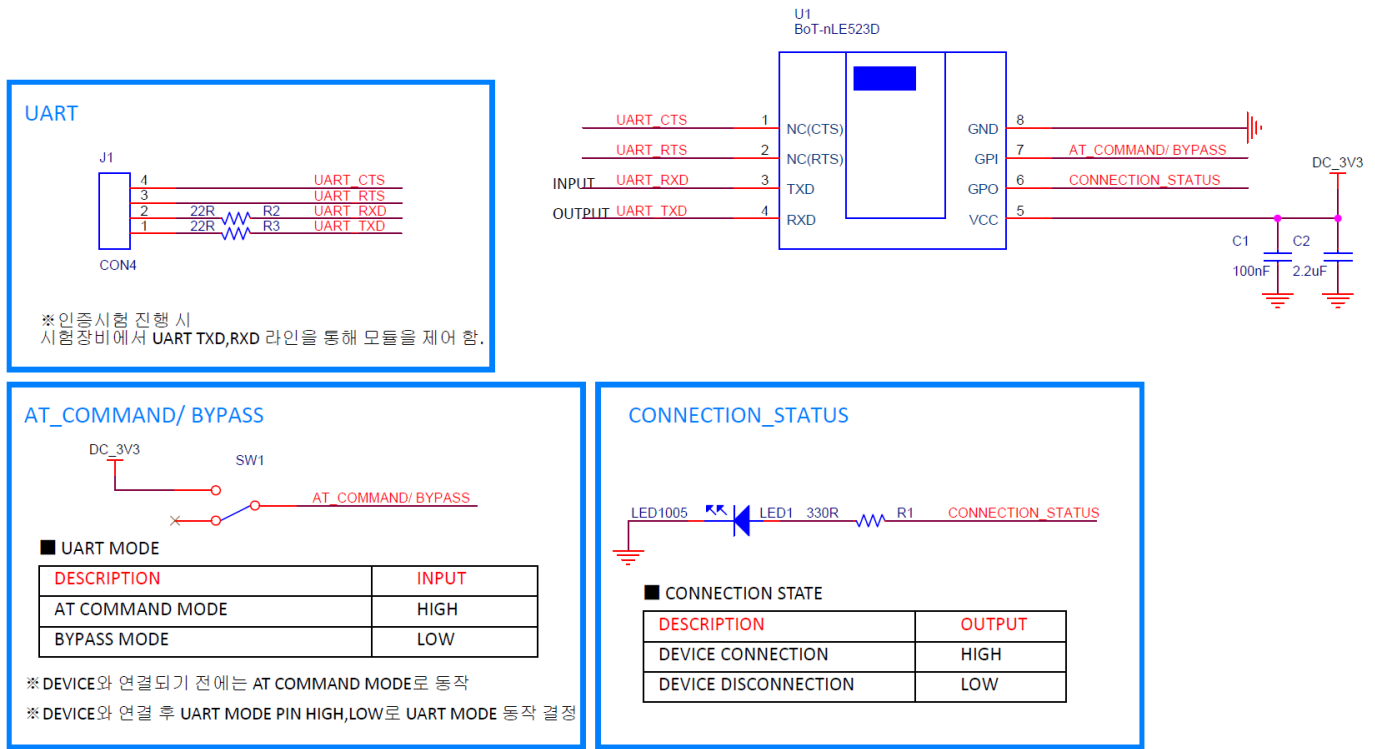 U1
BoT-nLE523D
UART_CTS 1 NC(CTS)
UART_RTS 2 NC(RTS)
INPUT UART_RXD 3 TXD
OUTPUT UART_TXD 4 RXD
GND 8
GPI 7 AT_COMMAND/ BYPASS
GPO 6 CONNECTION_STATUS
VCC 5
DC_3V3
C1 C2
100nF 2.2uF
UART
J1
4 UART_CTS
3 UART_RTS
2 22R R2 UART_RXD
1 22R R3 UART_TXD
CON4
※인증시험 진행 시
시험장비에서 UART TXD,RXD 라인을 통해 모듈을 제어 함.
AT_COMMAND/ BYPASS
DC_3V3
SW1
AT_COMMAND/ BYPASS
■ UART MODE
DESCRIPTION INPUT
AT COMMAND MODE HIGH
BYPASS MODE LOW
※DEVICE와 연결되기 전에는 AT COMMAND MODE로 동작
※DEVICE와 연결 후 UART MODE PIN HIGH,LOW로 UART MODE 동작 결정
CONNECTION_STATUS
LED1005 LED1 330R R1 CONNECTION_STATUS
■ CONNECTION STATE
DESCRIPTION OUTPUT
DEVICE CONNECTION HIGH
DEVICE DISCONNECTION LOW